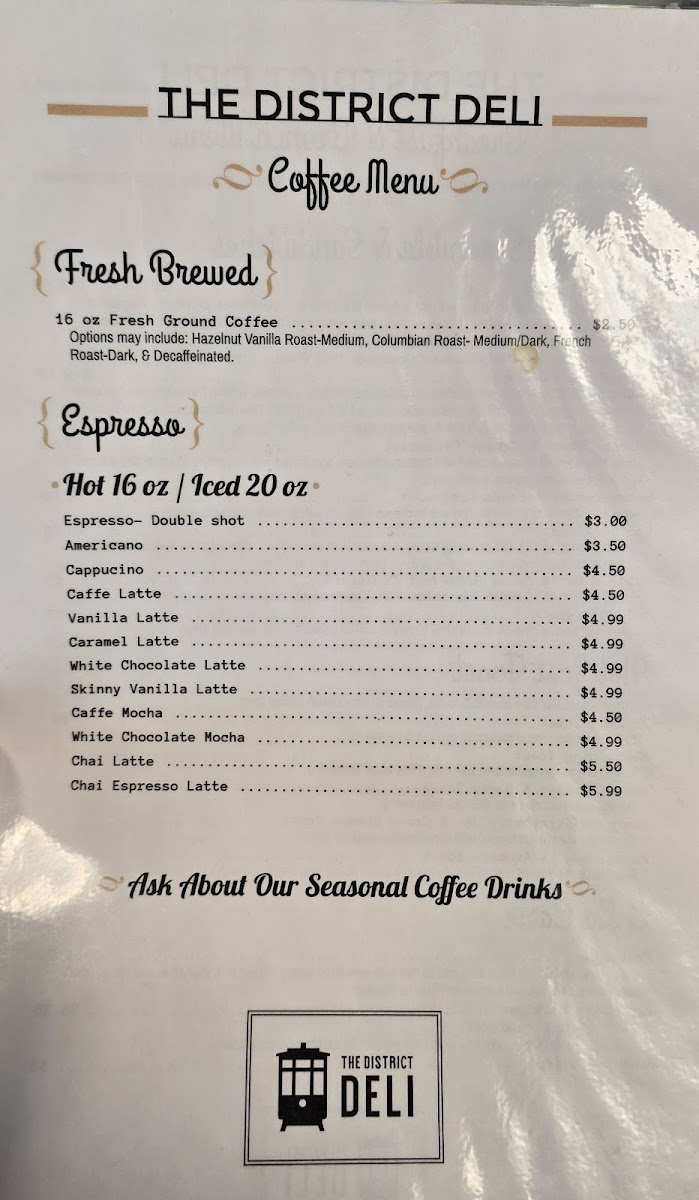 THE DISTRICT DELI
Coffee Menu
{ Fresh Brewed }
16 oz Fresh Ground Coffee ................................. $2.50
Options may include: Hazelnut Vanilla Roast-Medium, Columbian Roast- Medium/Dark, French
Roast-Dark, & Decaffeinated.
{ Espresso }
• Hot 16 oz / Iced 20 oz •
Espresso- Double shot ..................................... $3.00
Americano ................................................. $3.50
Cappucino ................................................. $4.50
Caffe Latte ............................................... $4.50
Vanilla Latte ............................................. $4.99
Caramel Latte ............................................. $4.99
White Chocolate Latte ..................................... $4.99
Skinny Vanilla Latte ...................................... $4.99
Caffe Mocha ............................................... $4.50
White Chocolate Mocha ..................................... $4.99
Chai Latte ................................................ $5.50
Chai Espresso Latte ....................................... $5.99
Ask About Our Seasonal Coffee Drinks
THE DISTRICT
DELI